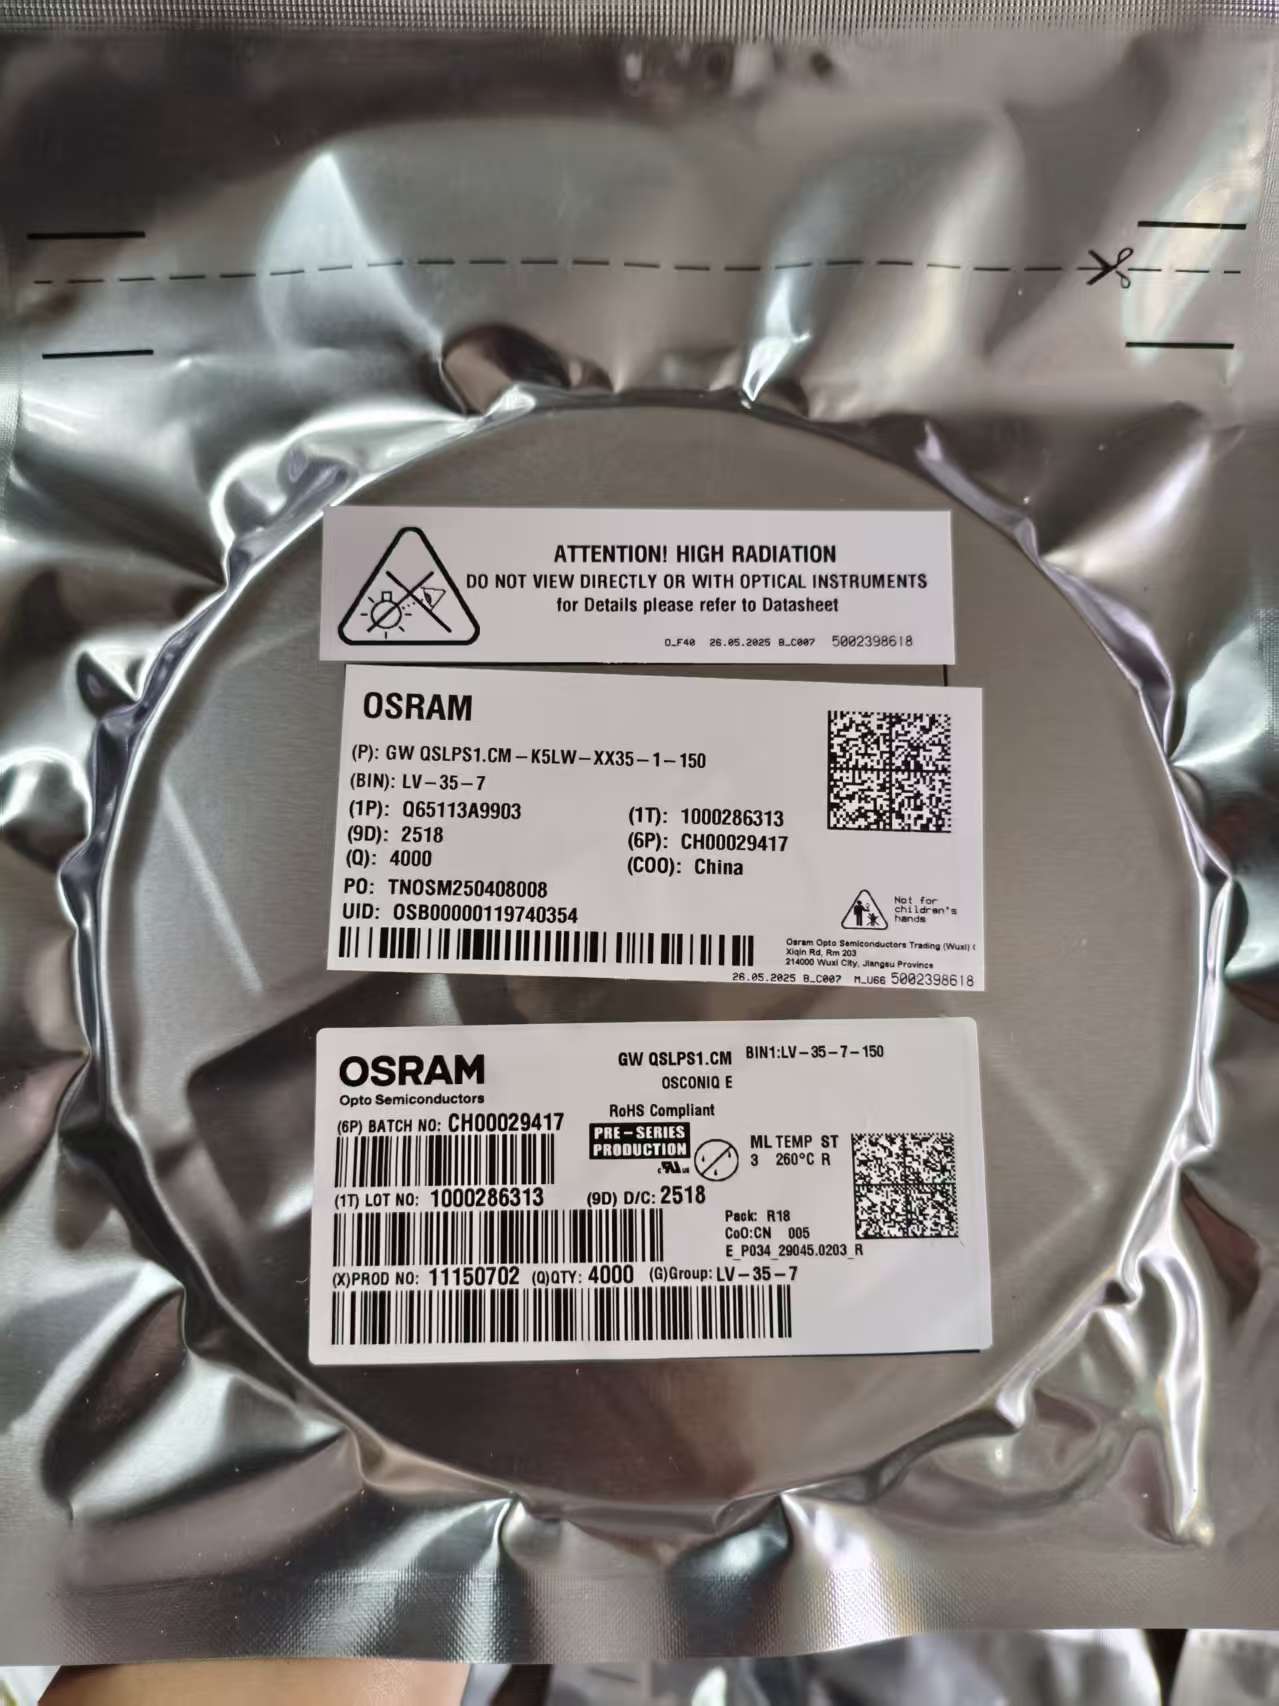 ATTENTION! HIGH RADIATION
DO NOT VIEW DIRECTLY OR WITH OPTICAL INSTRUMENTS
for Details please refer to Datasheet
O_F40 26.05.2025 B_C007 5002398618
OSRAM
(P): GW QSLPS1.CM-K5LW-XX35-1-150
(BIN): LV-35-7
(1P): Q65113A9903
(9D): 2518
(Q): 4000
(1T): 1000286313
(6P): CH00029417
(COO): China
PO: TNOSM250408008
UID: OSB00000119740354
Not for
children's
hands
Osram Opto Semiconductors Trading (Wuxi) C
Xiqin Rd, Rm 203
214000 Wuxi City, Jiangsu Province
26.05.2025 B_C007 M_U66 5002398618
OSRAM
Opto Semiconductors
GW QSLPS1.CM BIN1:LV-35-7-150
OSCONIQ E
RoHS Compliant
(6P) BATCH NO: CH00029417
PRE-SERIES
PRODUCTION
ML TEMP ST
3 260°C R
(1T) LOT NO: 1000286313 (9D) D/C: 2518
Pack: R18
CoO:CN 005
E_P034_29045.0203_R
(X)PROD NO: 11150702 (Q)QTY: 4000 (G)Group: LV-35-7